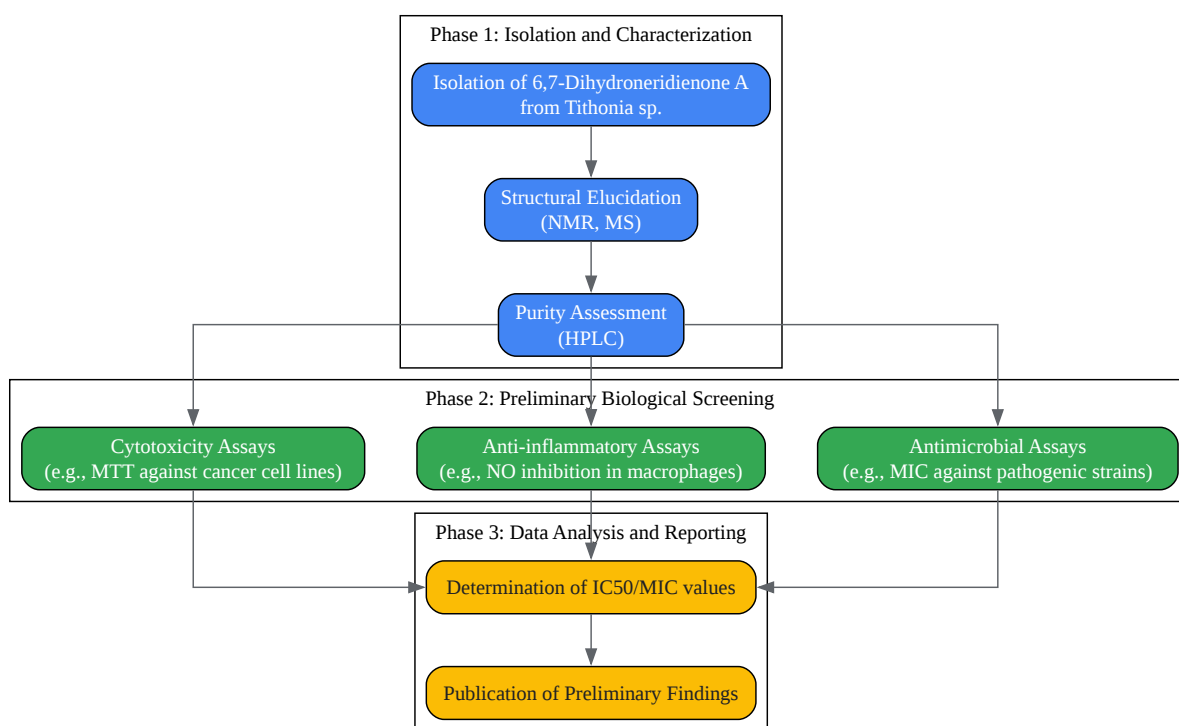 Phase 1: Isolation and Characterization
Isolation of 6,7-Dihydroneridienone A
from Tithonia sp.
Structural Elucidation
(NMR, MS)
Purity Assessment
(HPLC)
Phase 2: Preliminary Biological Screening
Cytotoxicity Assays
(e.g., MTT against cancer cell lines)
Anti-inflammatory Assays
(e.g., NO inhibition in macrophages)
Antimicrobial Assays
(e.g., MIC against pathogenic strains)
Phase 3: Data Analysis and Reporting
Determination of IC50/MIC values
Publication of Preliminary Findings